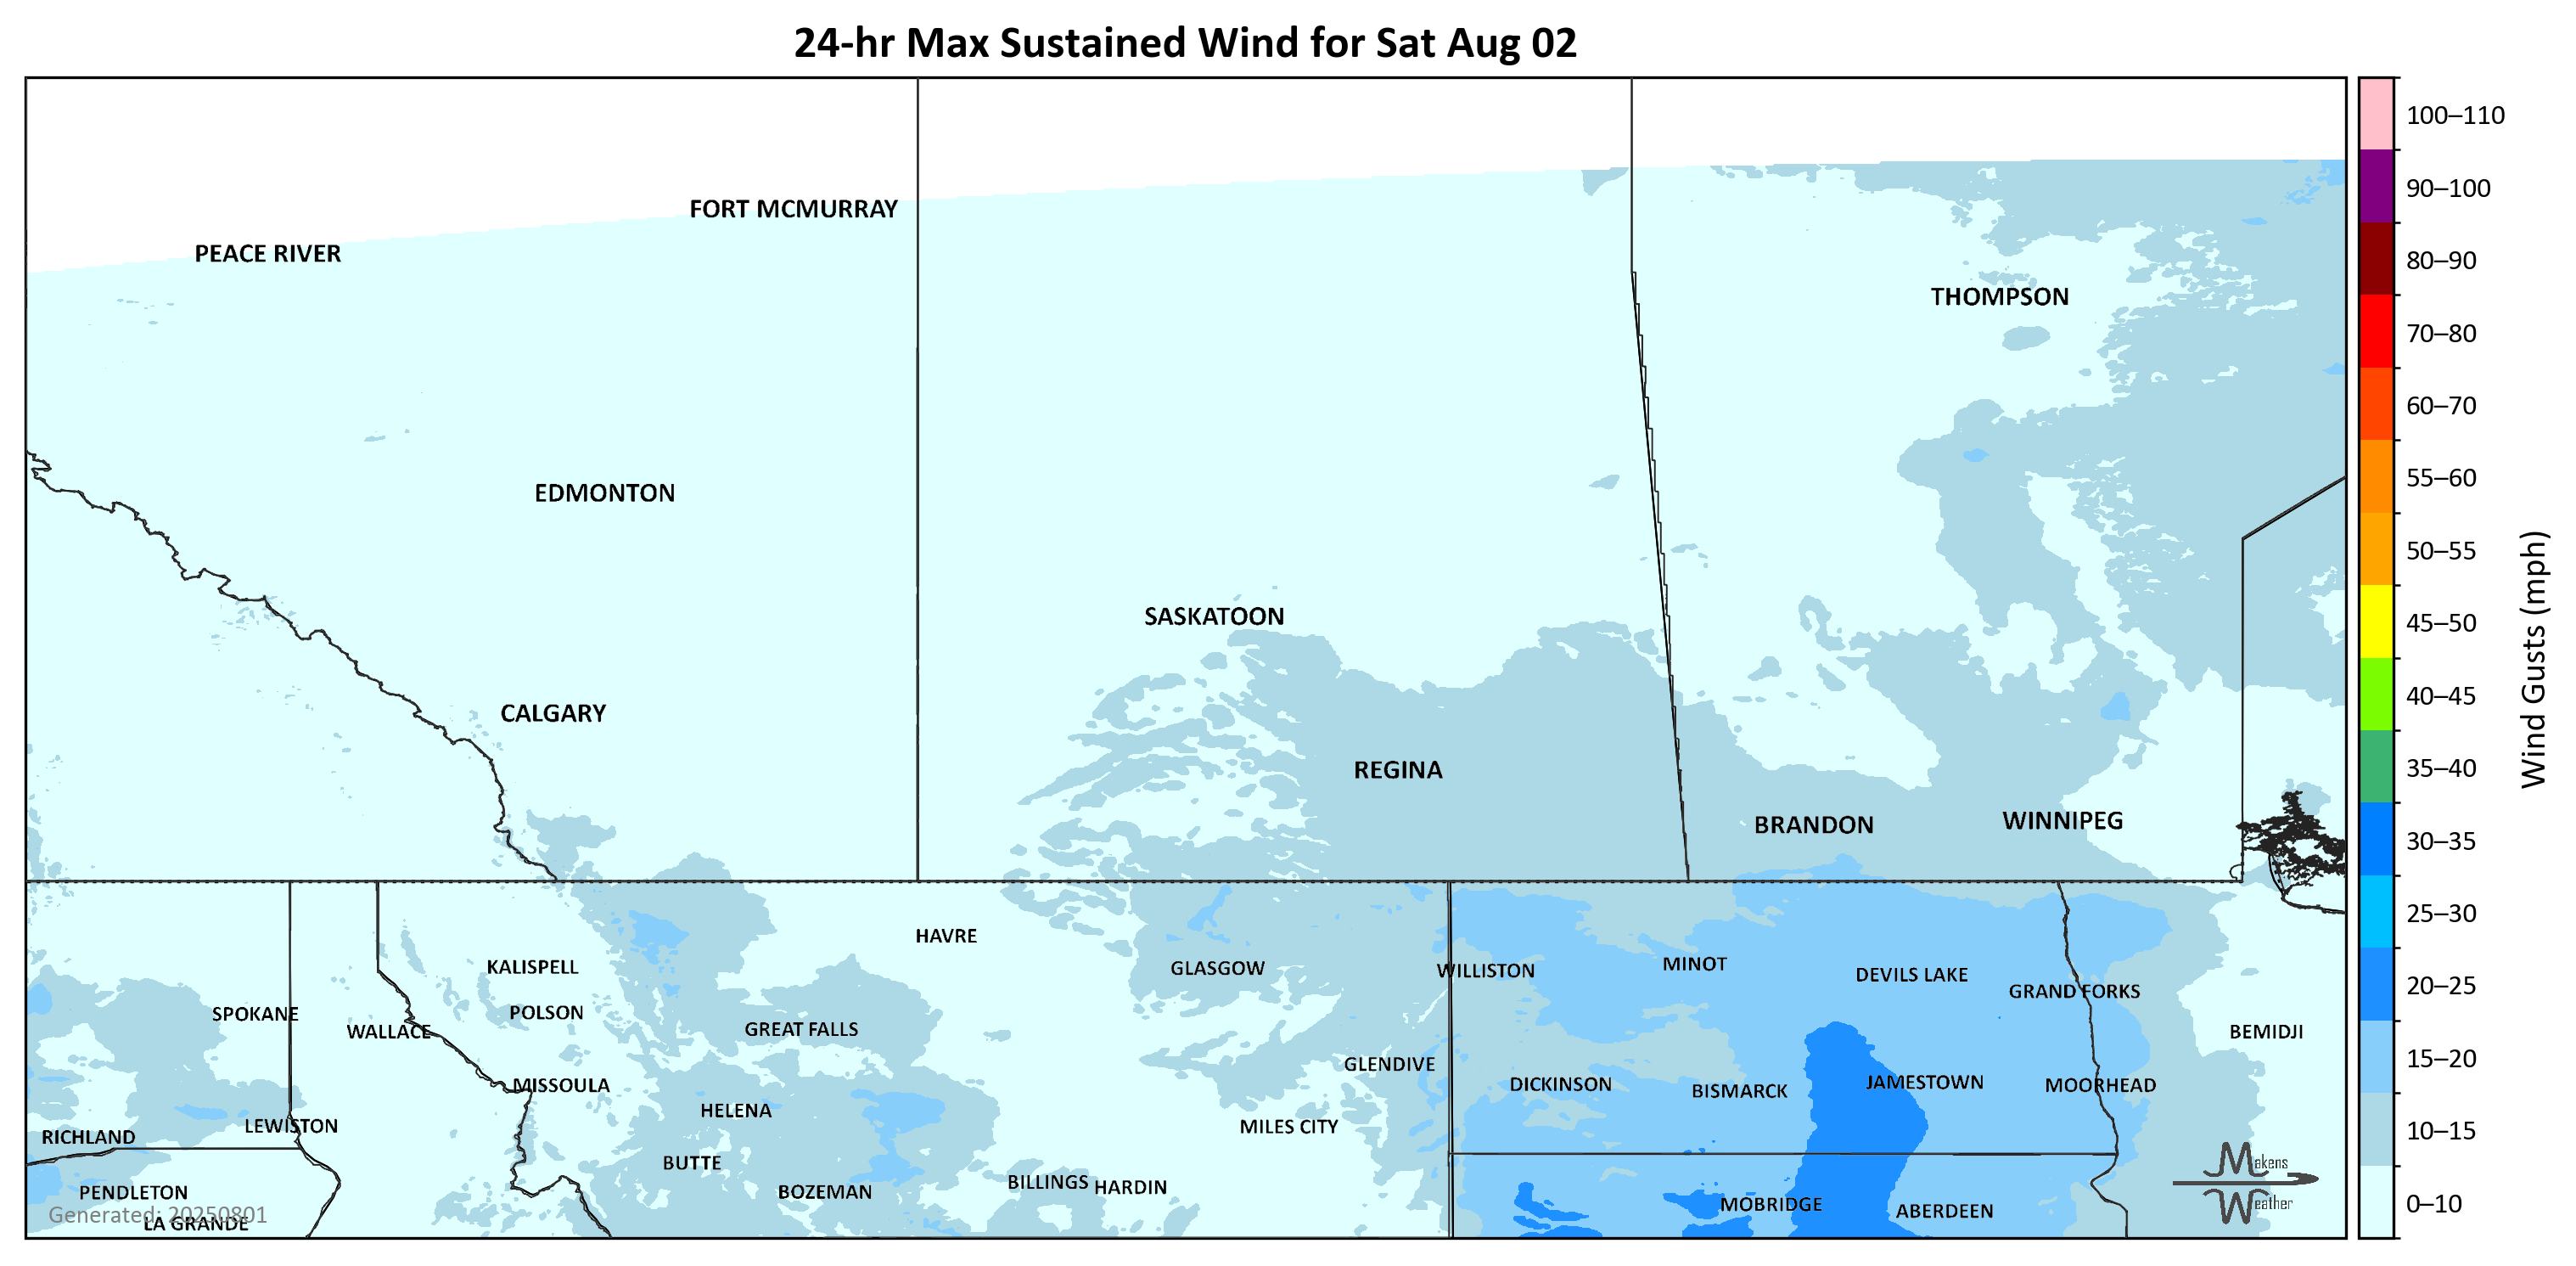 24-hr Max Sustained Wind for Sat Aug 02
100–110
90–100
80–90
70–80
60–70
55–60
50–55
45–50
40–45
35–40
30–35
25–30
20–25
15–20
10–15
0–10
Wind Gusts (mph)
FORT MCMURRAY
PEACE RIVER
THOMPSON
EDMONTON
SASKATOON
CALGARY
REGINA
BRANDON
WINNIPEG
HAVRE
KALISPELL
GLASGOW
WILLISTON
MINOT
DEVILS LAKE
GRAND FORKS
SPOKANE
POLSON
WALLACE
GREAT FALLS
BEMIDJI
GLENDIVE
MISSOULA
DICKINSON
BISMARCK
JAMESTOWN
MOORHEAD
HELENA
LEWISTON
MILES CITY
RICHLAND
BUTTE
PENDLETON
BOZEMAN
BILLINGS
HARDIN
MOBRIDGE
ABERDEEN
LA GRANDE
Generated: 20250801
Makens
Weather